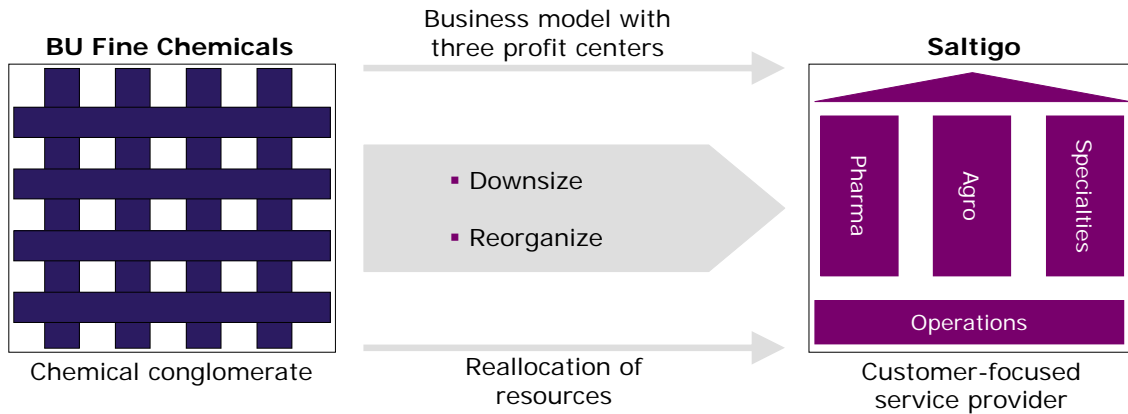 BU Fine Chemicals
Chemical conglomerate
Business model with
three profit centers
▪ Downsize
▪ Reorganize
Reallocation of
resources
Saltigo
Pharma
Agro
Specialties
Operations
Customer-focused
service provider